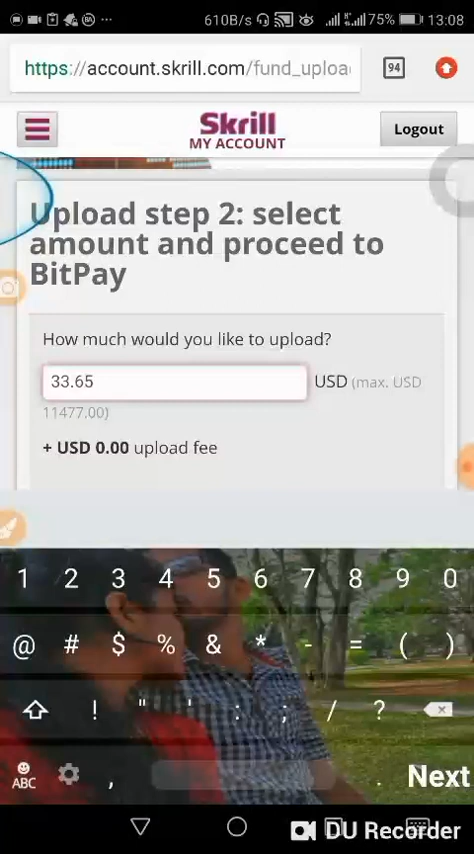 610B/s 75% 13:08
https://account.skrill.com/fund_uploa
94
Skrill
MY ACCOUNT
Logout
Upload step 2: select
amount and proceed to
BitPay
How much would you like to upload?
33.65 USD (max. USD
11477.00)
+ USD 0.00 upload fee
1 2 3 4 5 6 7 8 9 0
@ # $ % & * - = ( )
! " ' : ; / ?
ABC , . Next
DU Recorder